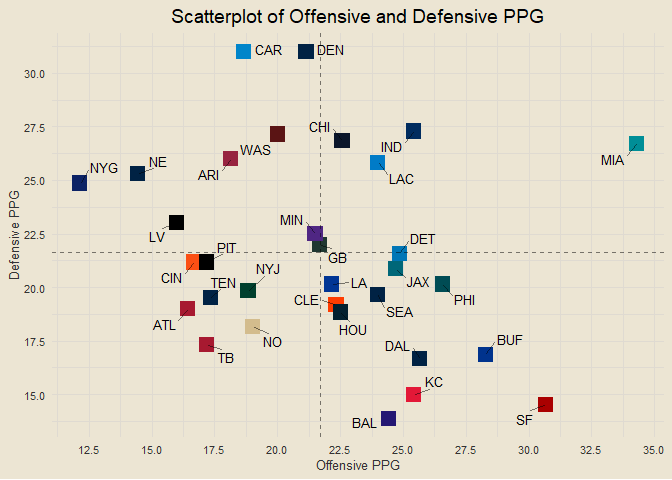 Scatterplot of Offensive and Defensive PPG
CAR
DEN
30.0
CHI
27.5
WAS
IND
MIA
NYG
NE
ARI
LAC
25.0
Defensive PPG
LV
MIN
22.5
PIT
GB
DET
CIN
TEN
NYJ
LA
JAX
20.0
ATL
CLE
SEA
PHI
NO
HOU
17.5
TB
DAL
BUF
KC
15.0
BAL
SF
12.5 15.0 17.5 20.0 22.5 25.0 27.5 30.0 32.5 35.0
Offensive PPG